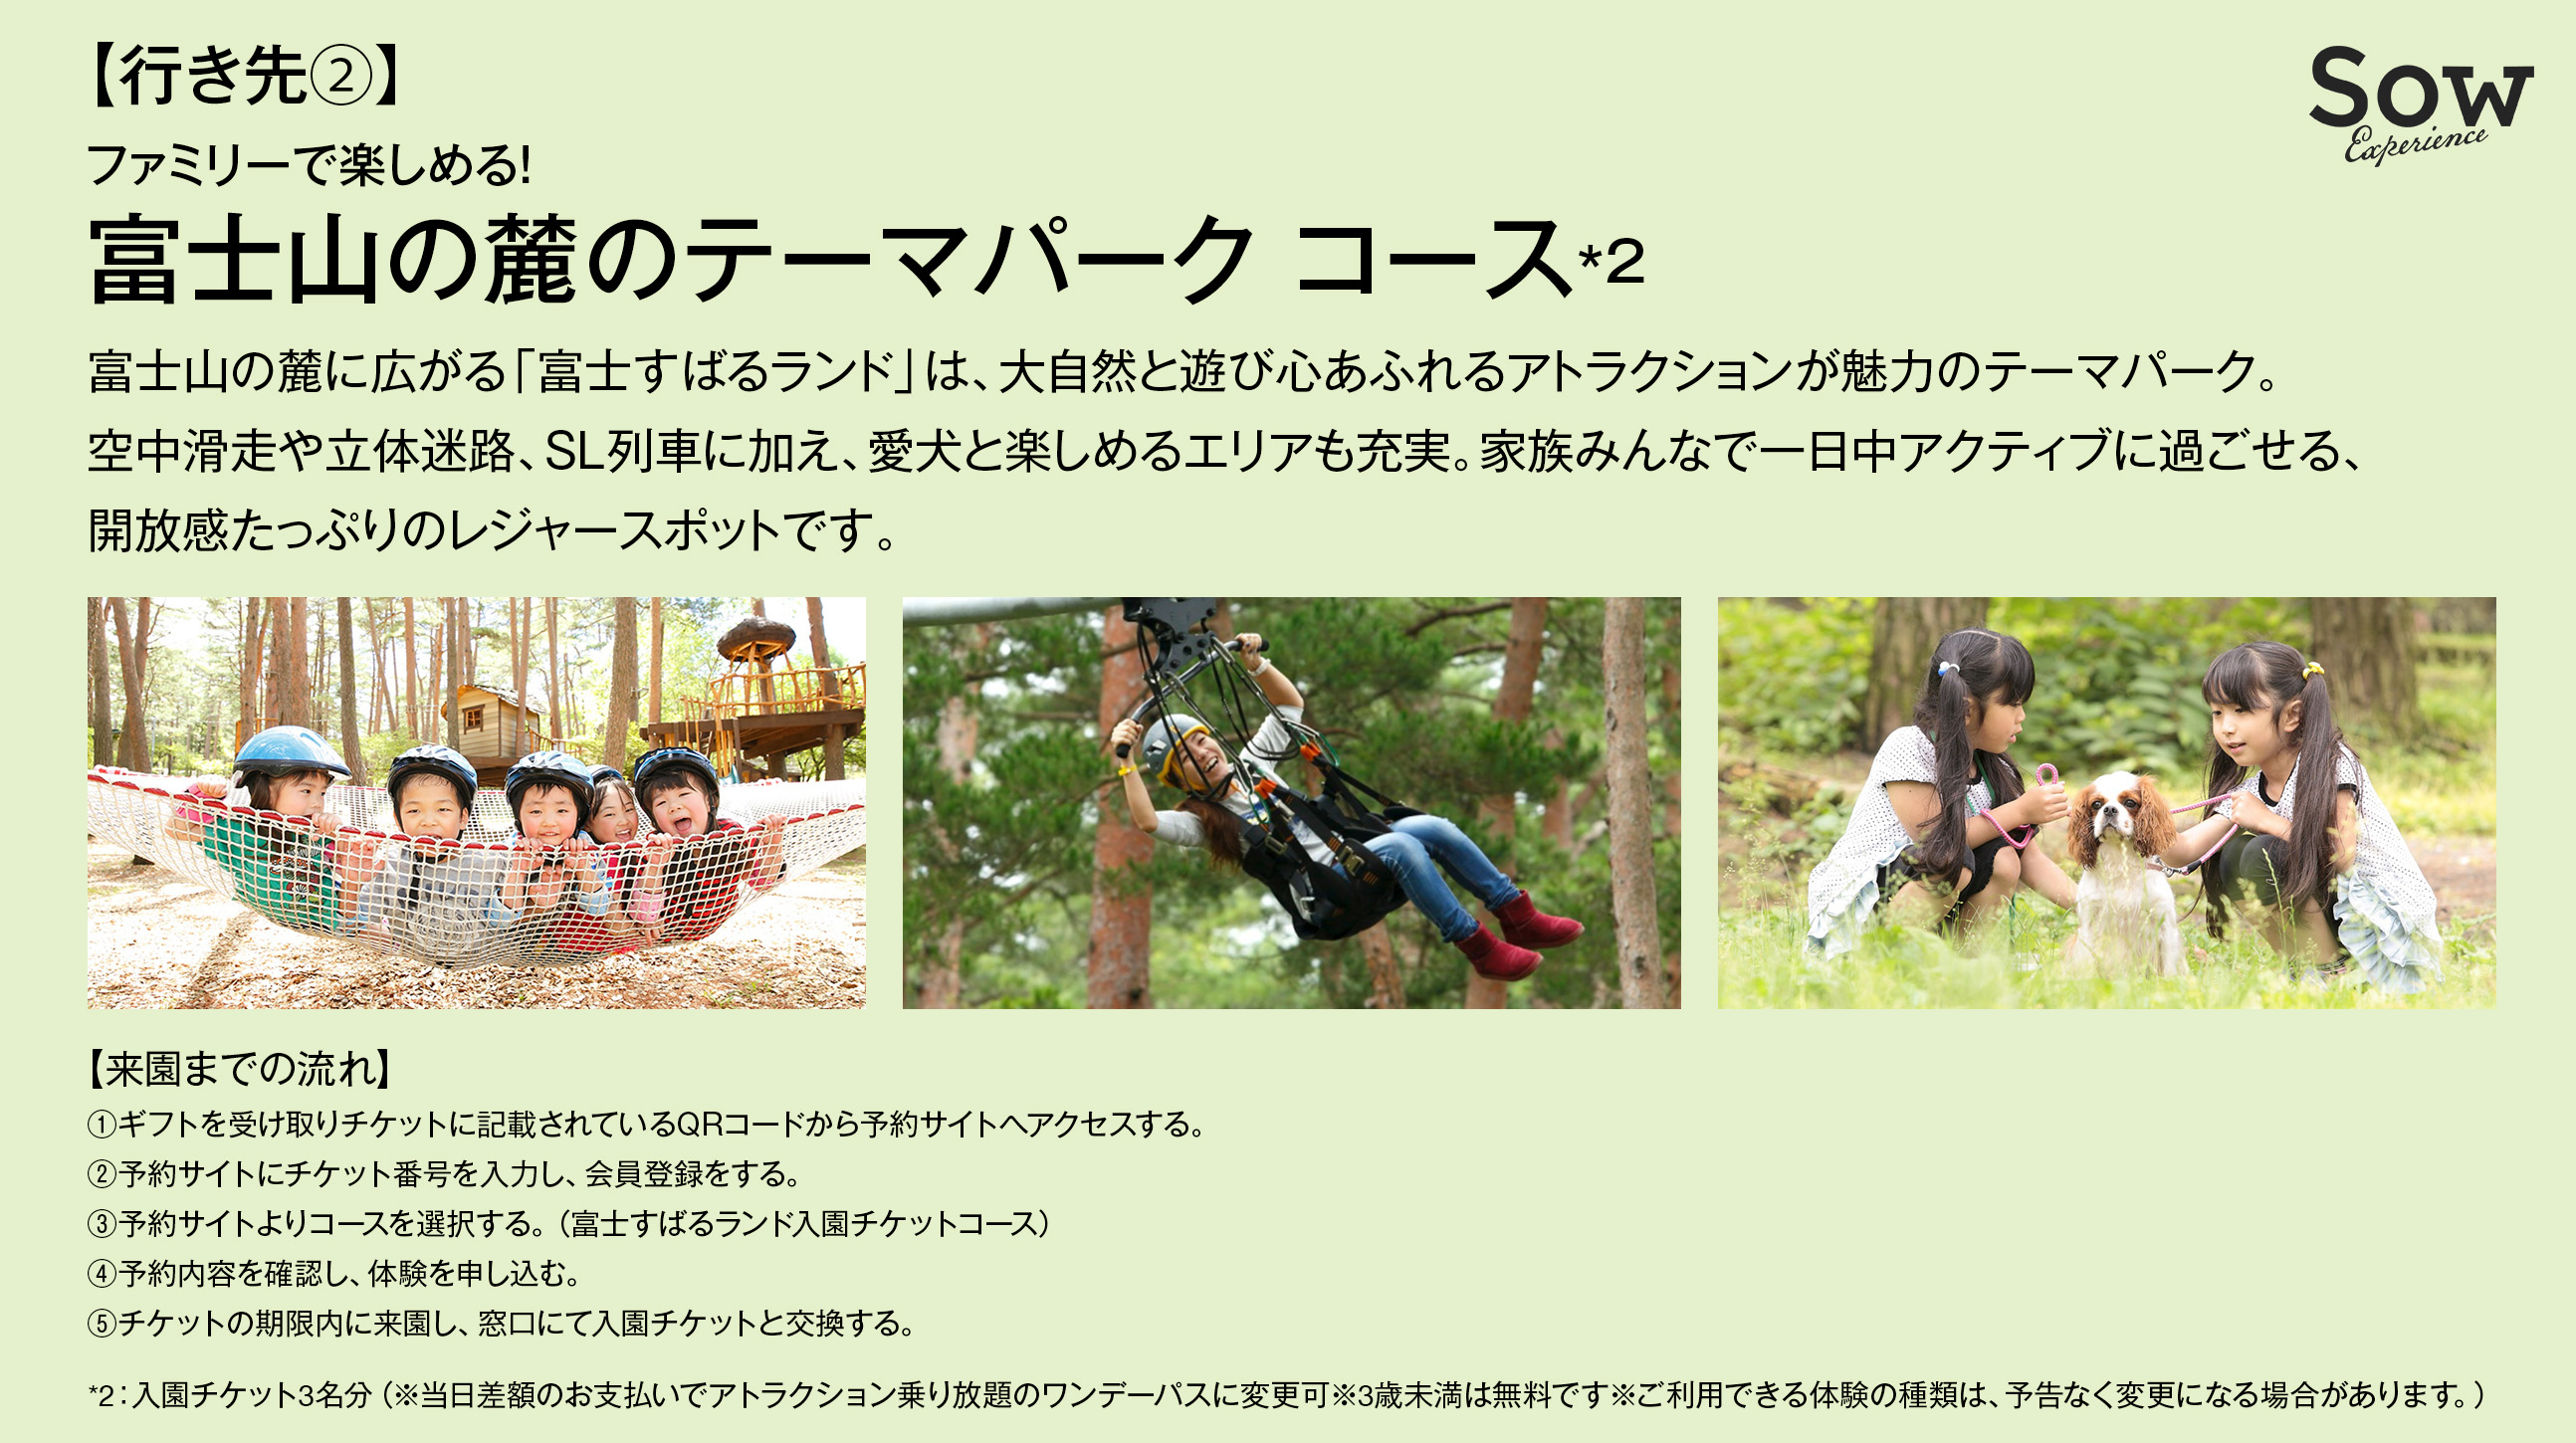 【行き先②】
Sow
Experience
ファミリーで楽しめる!
富士山の麓のテーマパーク コース*2
富士山の麓に広がる「富士すばるランド」は、大自然と遊び心あふれるアトラクションが魅力のテーマパーク。
空中滑走や立体迷路、SL列車に加え、愛犬と楽しめるエリアも充実。家族みんなで一日中アクティブに過ごせる、
開放感たっぷりのレジャースポットです。
【来園までの流れ】
①ギフトを受け取りチケットに記載されているQRコードから予約サイトへアクセスする。
②予約サイトにチケット番号を入力し、会員登録をする。
③予約サイトよりコースを選択する。（富士すばるランド入園チケットコース）
④予約内容を確認し、体験を申し込む。
⑤チケットの期限内に来園し、窓口にて入園チケットと交換する。
*2：入園チケット3名分（※当日差額のお支払いでアトラクション乗り放題のワンデーパスに変更可※3歳未満は無料です※ご利用できる体験の種類は、予告なく変更になる場合があります。）